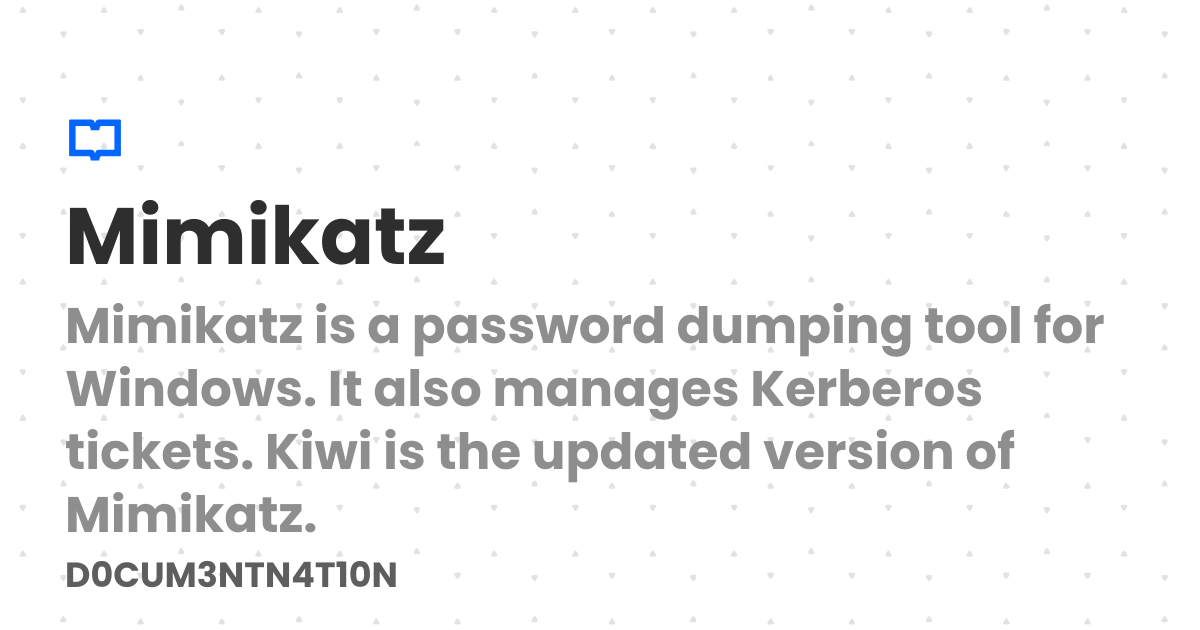 Mimikatz
Mimikatz is a password dumping tool for
Windows. It also manages Kerberos
tickets. Kiwi is the updated version of
Mimikatz.
D0CUM3NTN4T10N